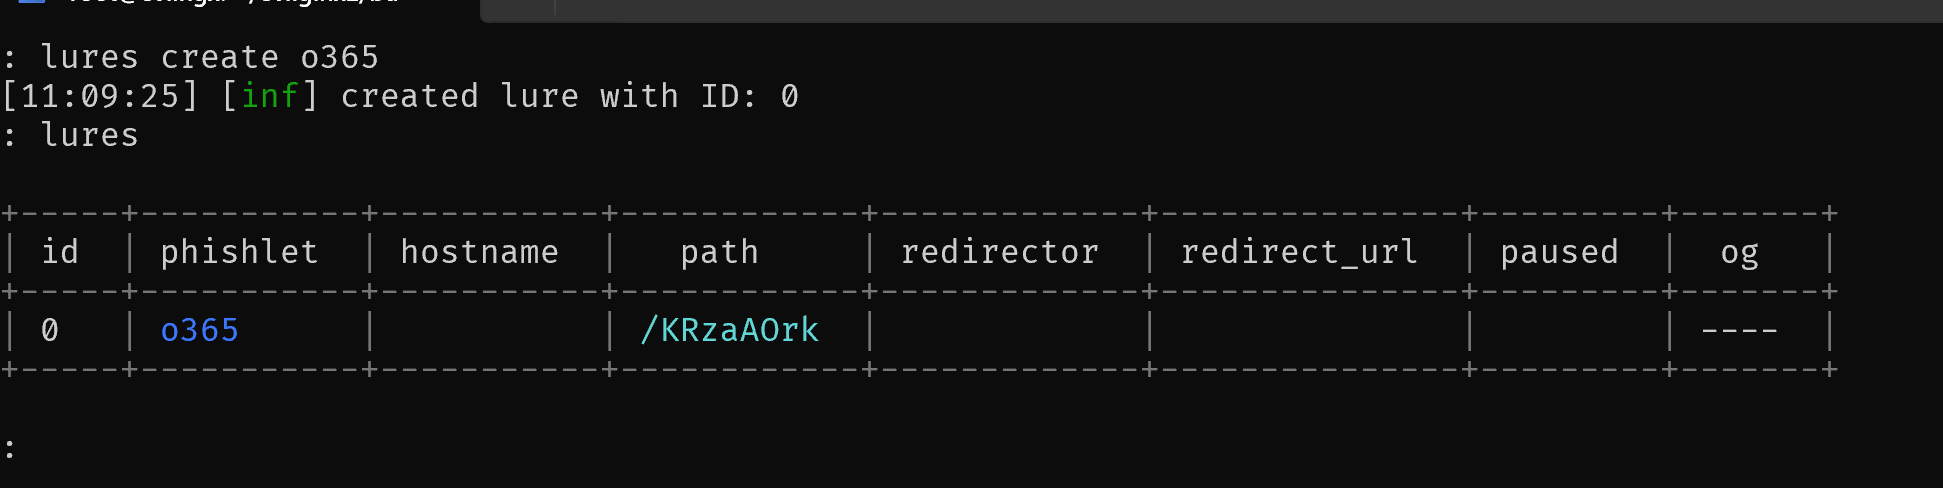 : lures create o365
[11:09:25] [inf] created lure with ID: 0
: lures
+-----+-----------+-----------+------------+-------------+---------------+---------+-------+
| id | phishlet | hostname | path | redirector | redirect_url | paused | og |
+-----+-----------+-----------+------------+-------------+---------------+---------+-------+
| 0 | o365 | | /KRzaAOrk | | | | ---- |
+-----+-----------+-----------+------------+-------------+---------------+---------+-------+
: